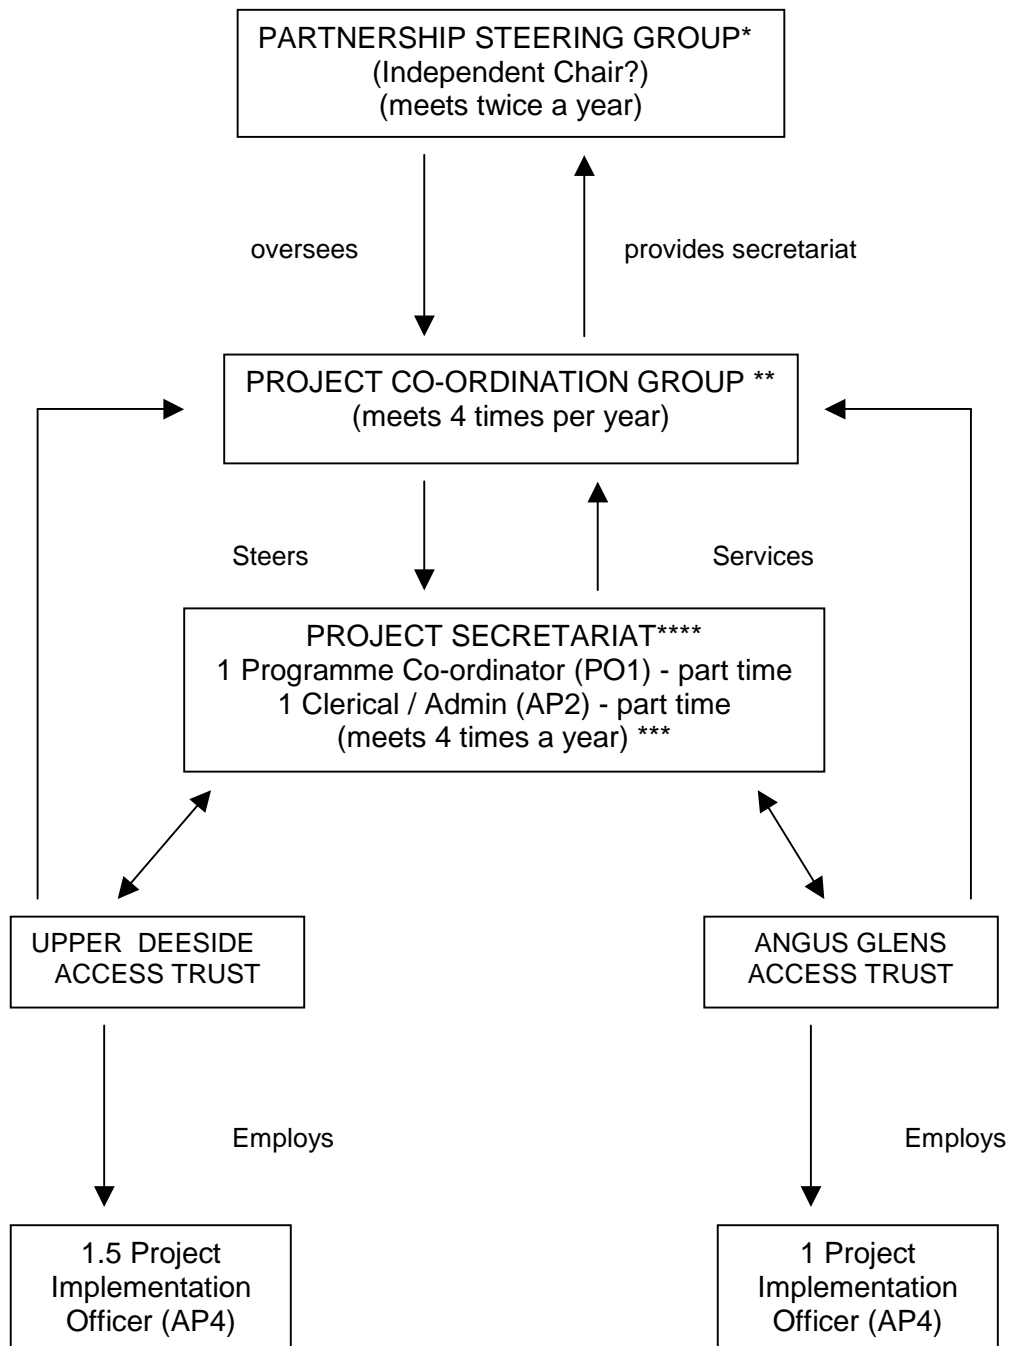 PARTNERSHIP STEERING GROUP*
(Independent Chair?)
(meets twice a year)
oversees
provides secretariat
PROJECT CO-ORDINATION GROUP **
(meets 4 times per year)
Steers
Services
PROJECT SECRETARIAT****
1 Programme Co-ordinator (PO1) - part time
1 Clerical / Admin (AP2) - part time
(meets 4 times a year) ***
UPPER DEESIDE
ACCESS TRUST
ANGUS GLENS
ACCESS TRUST
Employs
Employs
1.5 Project
Implementation
Officer (AP4)
1 Project
Implementation
Officer (AP4)